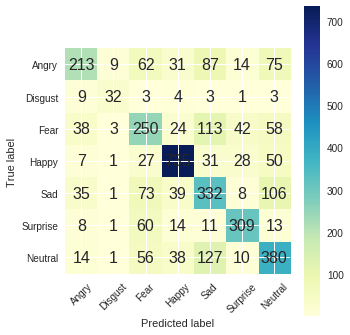 Angry 213 9 62 31 87 14 75
Disgust 9 32 3 4 3 1 3
Fear 38 3 250 24 113 42 58
Happy 7 1 27 31 28 50
Sad 35 1 73 39 332 8 106
Surprise 8 1 60 14 11 309 13
Neutral 14 1 56 38 127 10 380
Angry Disgust Fear Happy Sad Surprise Neutral
True label
Predicted label
700
600
500
400
300
200
100